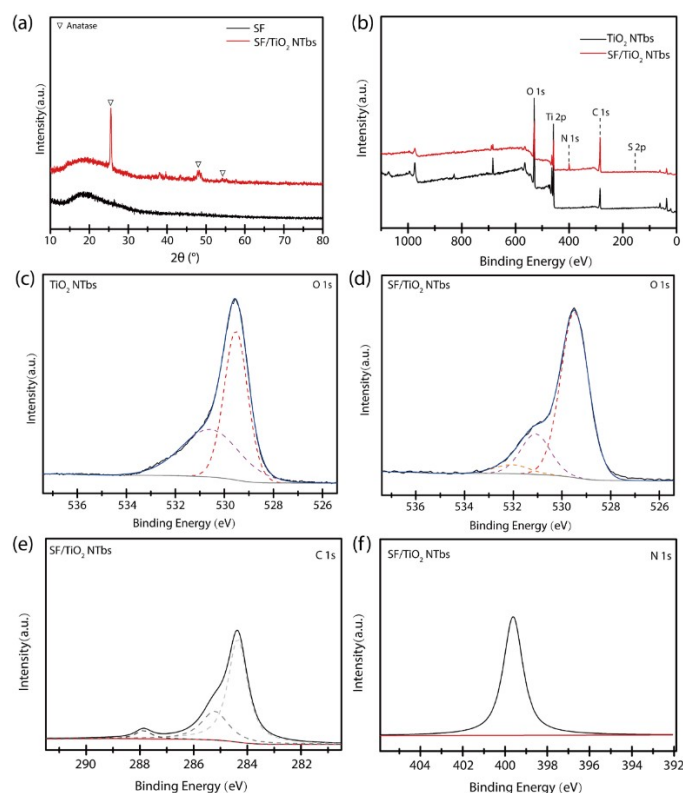 (a)
▽ Anatase
SF
SF/TiO₂ NTbs
Intensity(a.u.)
10 20 30 40 50 60 70 80
2θ (°)
(b)
TiO₂ NTbs
SF/TiO₂ NTbs
O 1s
Ti 2p
N 1s
C 1s
S 2p
Intensity(a.u.)
1000 800 600 400 200 0
Binding Energy (eV)
(c)
TiO₂ NTbs
O 1s
Intensity(a.u.)
536 534 532 530 528 526
Binding Energy (eV)
(d)
SF/TiO₂ NTbs
O 1s
Intensity(a.u.)
536 534 532 530 528 526
Binding Energy (eV)
(e)
SF/TiO₂ NTbs
C 1s
Intensity(a.u.)
290 288 286 284 282
Binding Energy (eV)
(f)
SF/TiO₂ NTbs
N 1s
Intensity(a.u.)
404 402 400 398 396 394 392
Binding Energy (eV)